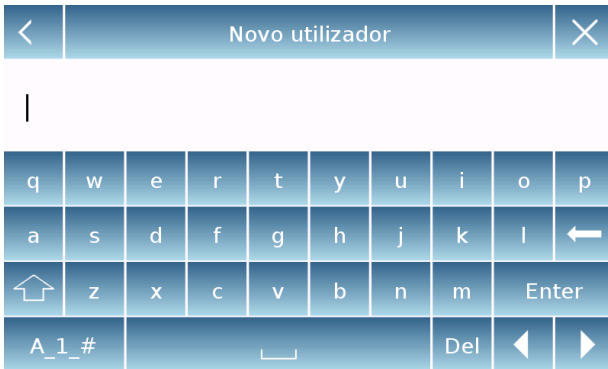 Novo utilizador
q w e r t y u i o p
a s d f g h j k l
z x c v b n m Enter
A_1_# Del